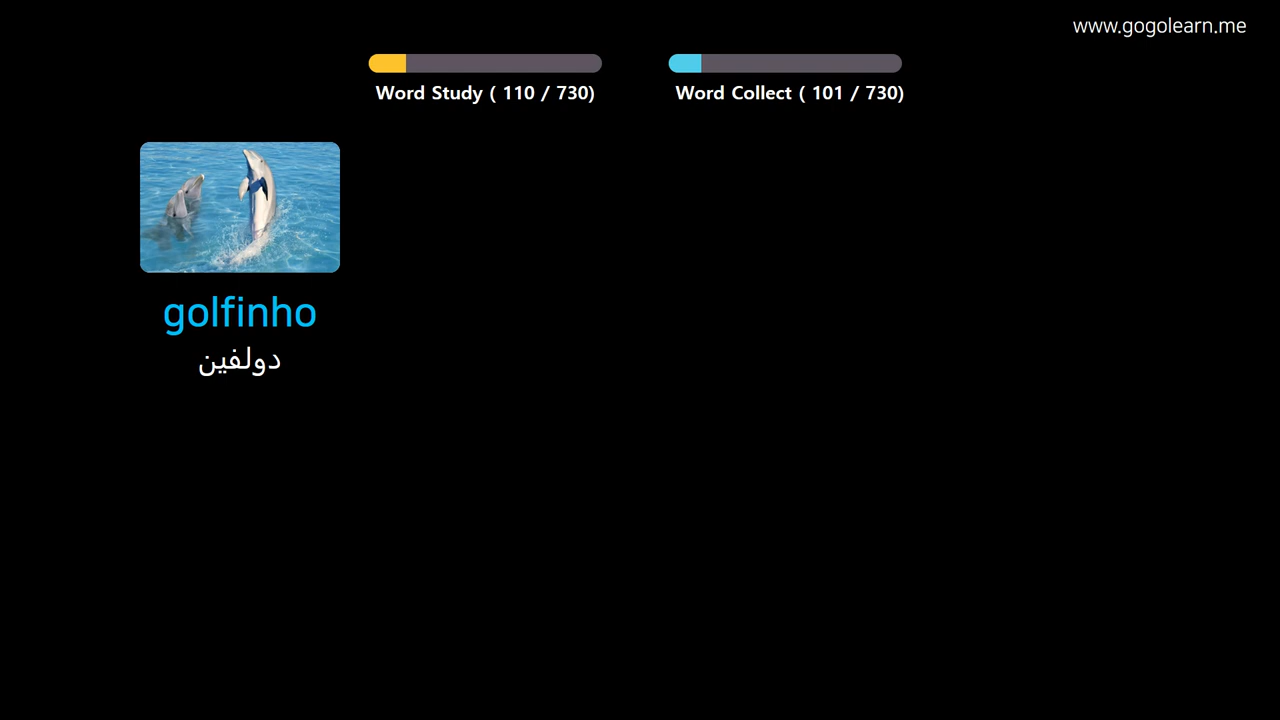 www.gogolearn.me
Word Study ( 110 / 730)
Word Collect ( 101 / 730)
golfinho
دولفين